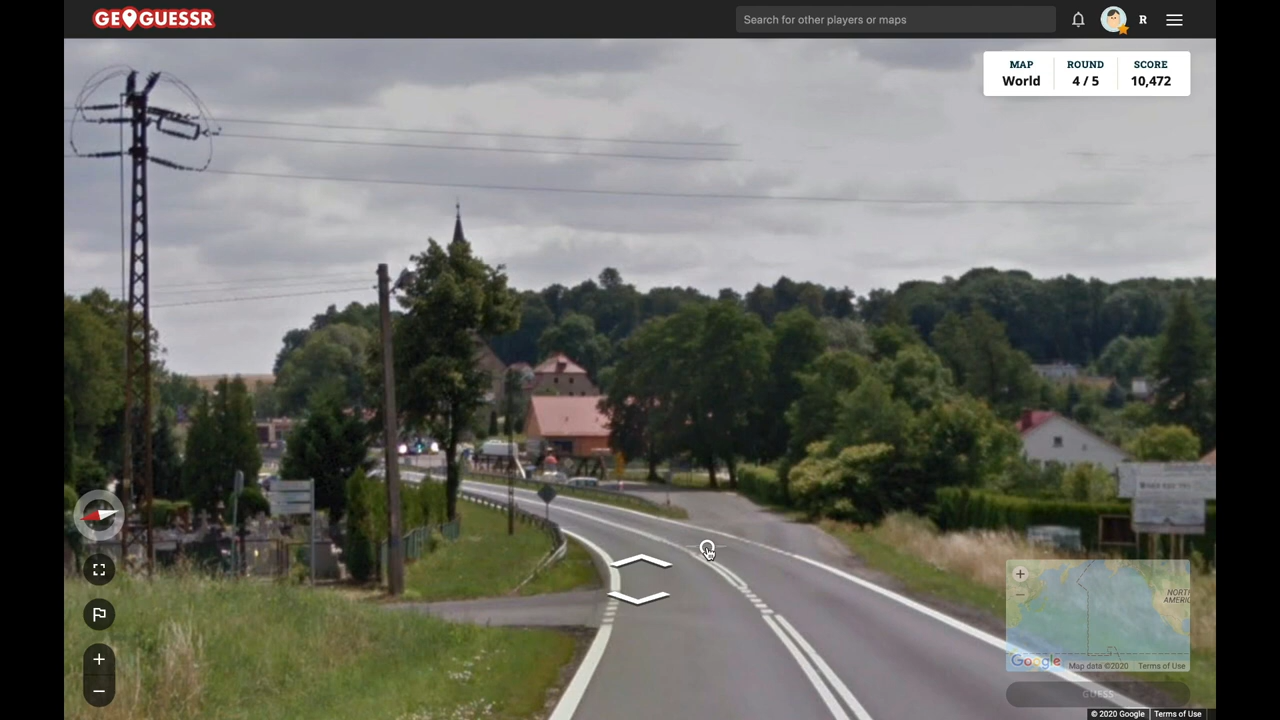 GEOGUESSR
Search for other players or maps
R
MAP
World
ROUND
4 / 5
SCORE
10,472
NORTH
AMERIC
Google
Map data ©2020
Terms of Use
GUESS
© 2020 Google
Terms of Use